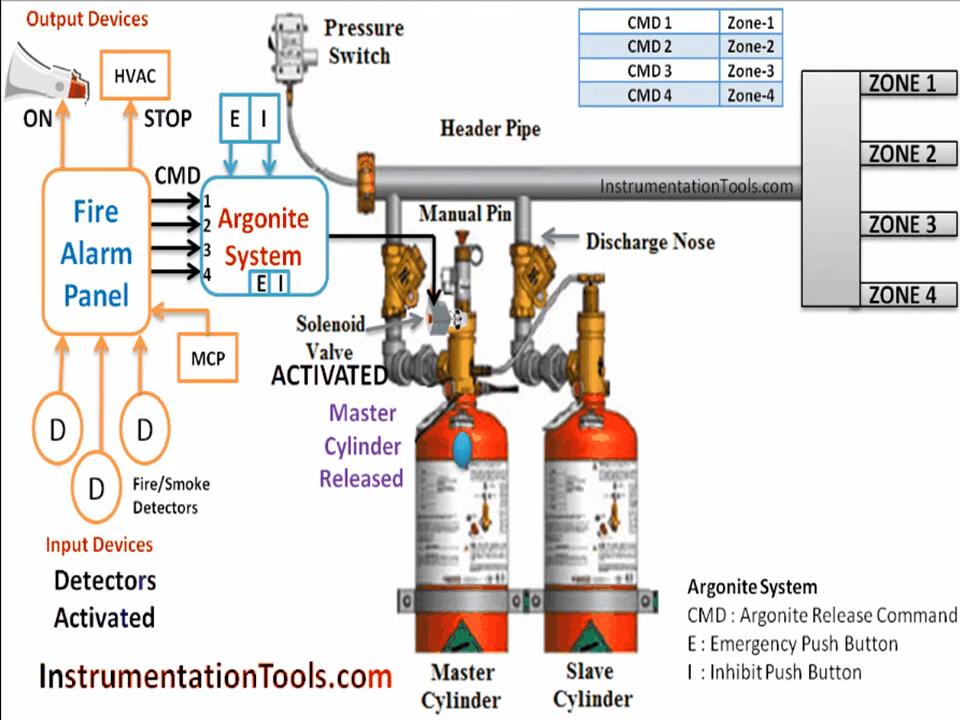 Output Devices
HVAC
ON
STOP
Pressure
Switch
CMD 1 Zone-1
CMD 2 Zone-2
CMD 3 Zone-3
CMD 4 Zone-4
Header Pipe
ZONE 1
ZONE 2
ZONE 3
ZONE 4
InstrumentationTools.com
E I
CMD
1
2
3
4
Fire
Alarm
Panel
Argonite
System
E I
Manual Pin
Discharge Nose
Solenoid
Valve
ACTIVATED
MCP
Master
Cylinder
Released
D
D
D
Fire/Smoke
Detectors
Input Devices
Detectors
Activated
Argonite System
CMD : Argonite Release Command
E : Emergency Push Button
I : Inhibit Push Button
InstrumentationTools.com
Master
Cylinder
Slave
Cylinder